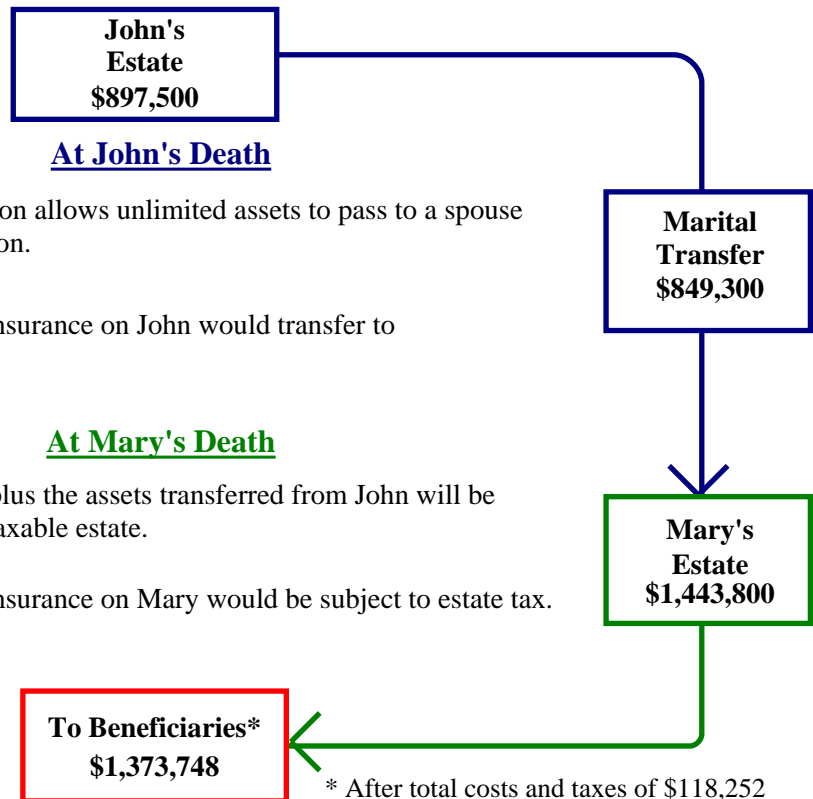 John's
Estate
$897,500
At John's Death
on allows unlimited assets to pass to a spouse
on.
Marital
Transfer
$849,300
nsurance on John would transfer to
At Mary's Death
plus the assets transferred from John will be
axable estate.
Mary's
Estate
$1,443,800
nsurance on Mary would be subject to estate tax.
To Beneficiaries*
$1,373,748
* After total costs and taxes of $118,252